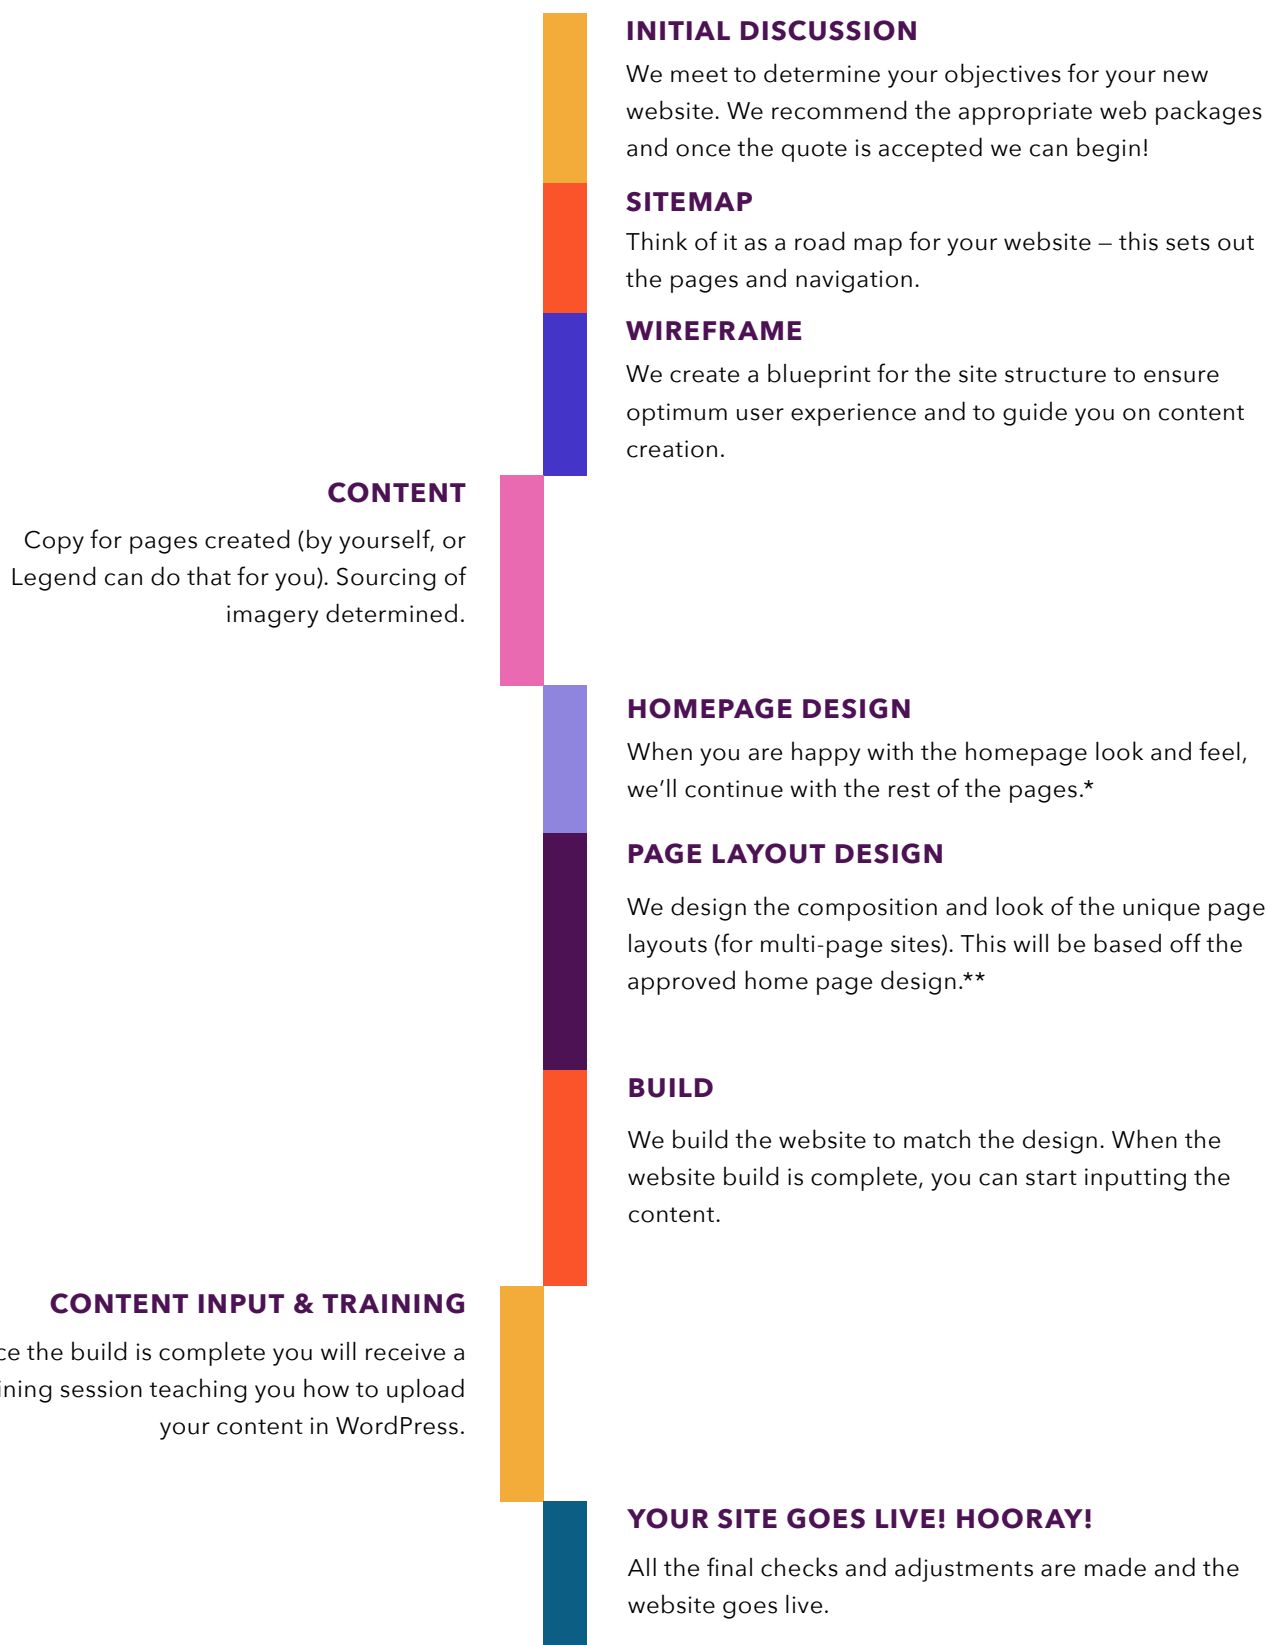 INITIAL DISCUSSION
We meet to determine your objectives for your new
website. We recommend the appropriate web packages
and once the quote is accepted we can begin!
SITEMAP
Think of it as a road map for your website – this sets out
the pages and navigation.
WIREFRAME
We create a blueprint for the site structure to ensure
optimum user experience and to guide you on content
creation.
CONTENT
Copy for pages created (by yourself, or
Legend can do that for you). Sourcing of
imagery determined.
HOMEPAGE DESIGN
When you are happy with the homepage look and feel,
we’ll continue with the rest of the pages.*
PAGE LAYOUT DESIGN
We design the composition and look of the unique page
layouts (for multi-page sites). This will be based off the
approved home page design.**
BUILD
We build the website to match the design. When the
website build is complete, you can start inputting the
content.
CONTENT INPUT & TRAINING
the build is complete you will receive a
session teaching you how to upload
your content in WordPress.
YOUR SITE GOES LIVE! HOORAY!
All the final checks and adjustments are made and the
website goes live.